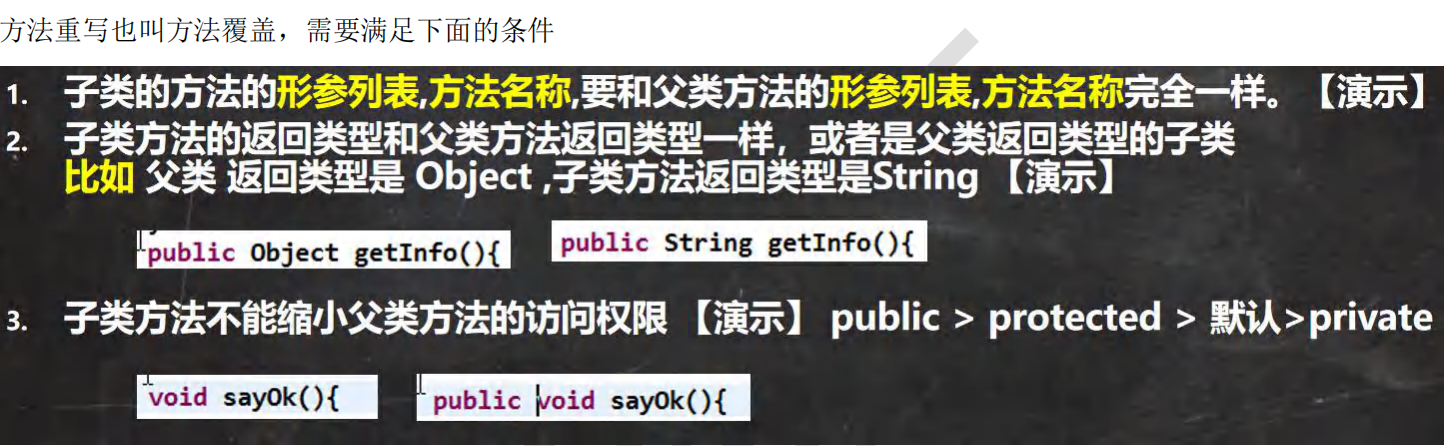 方法重写也叫方法覆盖，需要满足下面的条件
1. 子类的方法的形参列表,方法名称,要和父类方法的形参列表,方法名称完全一样。【演示】
2. 子类方法的返回类型和父类方法返回类型一样，或者是父类返回类型的子类
比如 父类 返回类型是 Object ,子类方法返回类型是String 【演示】
public Object getInfo(){ public String getInfo(){
3. 子类方法不能缩小父类方法的访问权限 【演示】 public > protected > 默认>private
void sayOk(){ public void sayOk(){